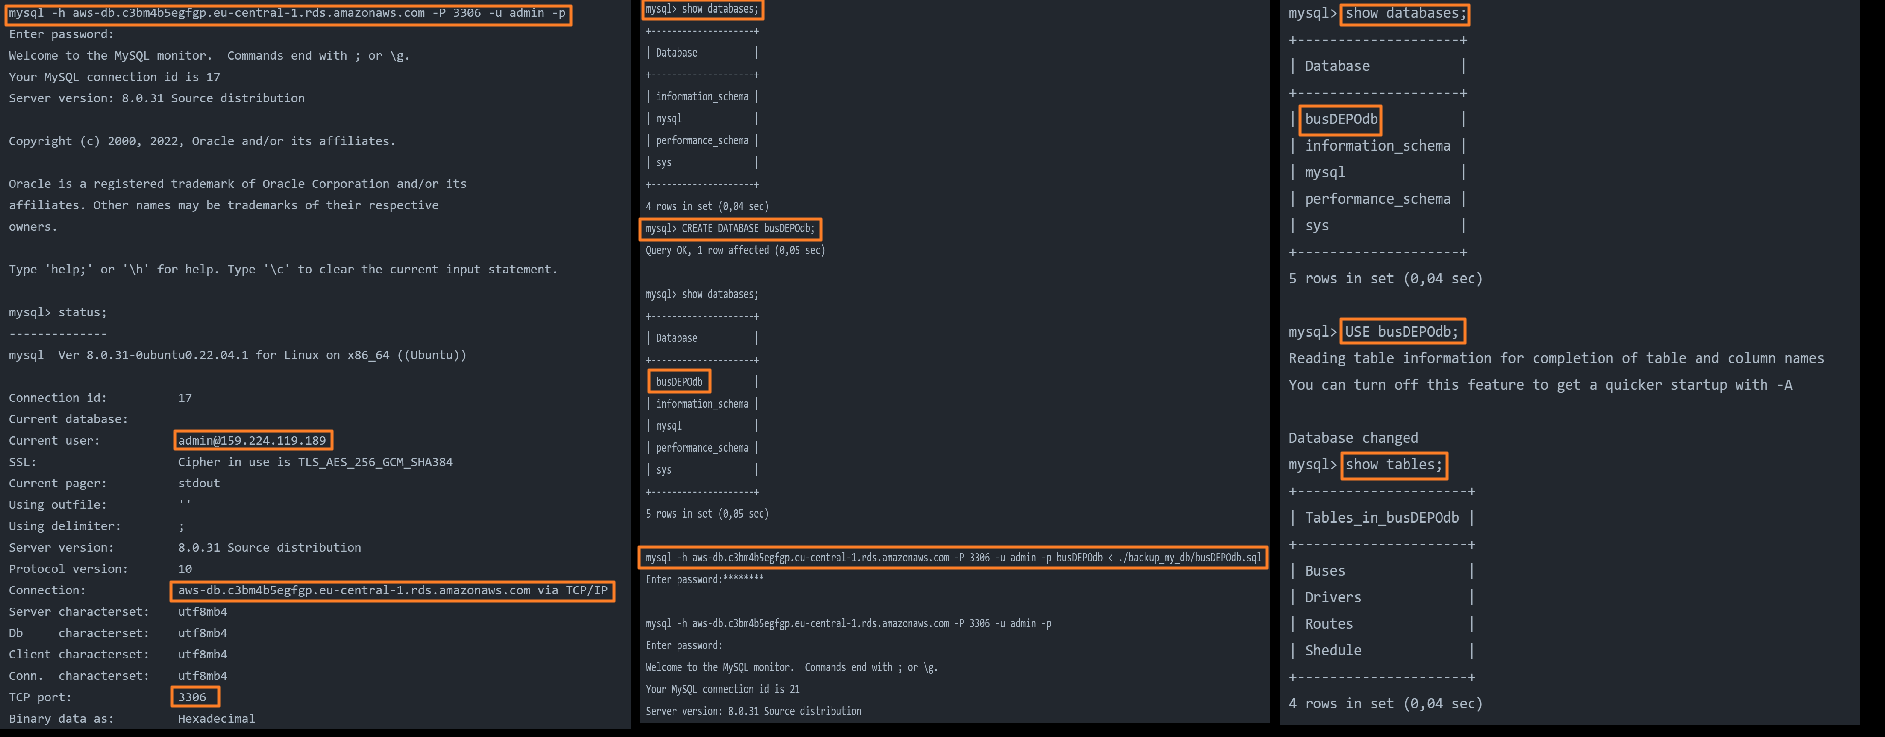 mysql -h aws-db.c3bm4b5egfgp.eu-central-1.rds.amazonaws.com -P 3306 -u admin -p
Enter password:
Welcome to the MySQL monitor.  Commands end with ; or \g.
Your MySQL connection id is 17
Server version: 8.0.31 Source distribution

Copyright (c) 2000, 2022, Oracle and/or its affiliates.

Oracle is a registered trademark of Oracle Corporation and/or its
affiliates. Other names may be trademarks of their respective
owners.

Type 'help;' or '\h' for help. Type '\c' to clear the current input statement.

mysql> status;
--------------
mysql  Ver 8.0.31-0ubuntu0.22.04.1 for Linux on x86_64 ((Ubuntu))

Connection id:          17
Current database:
Current user:           admin@159.224.119.189
SSL:                    Cipher in use is TLS_AES_256_GCM_SHA384
Current pager:          stdout
Using outfile:          ''
Using delimiter:        ;
Server version:         8.0.31 Source distribution
Protocol version:       10
Connection:             aws-db.c3bm4b5egfgp.eu-central-1.rds.amazonaws.com via TCP/IP
Server characterset:    utf8mb4
Db     characterset:    utf8mb4
Client characterset:    utf8mb4
Conn.  characterset:    utf8mb4
TCP port:               3306
Binary data as:         Hexadecimal
mysql> show databases;
+--------------------+
| Database           |
+--------------------+
| information_schema |
| mysql              |
| performance_schema |
| sys                |
+--------------------+
4 rows in set (0,04 sec)
mysql> CREATE DATABASE busDEPOdb;
Query OK, 1 row affected (0,05 sec)

mysql> show databases;
+--------------------+
| Database           |
+--------------------+
| busDEPOdb          |
| information_schema |
| mysql              |
| performance_schema |
| sys                |
+--------------------+
5 rows in set (0,05 sec)

mysql -h aws-db.c3bm4b5egfgp.eu-central-1.rds.amazonaws.com -P 3306 -u admin -p busDEPOdb < ./backup_my_db/busDEPOdb.sql
Enter password:********

mysql -h aws-db.c3bm4b5egfgp.eu-central-1.rds.amazonaws.com -P 3306 -u admin -p
Enter password:
Welcome to the MySQL monitor.  Commands end with ; or \g.
Your MySQL connection id is 21
Server version: 8.0.31 Source distribution
mysql> show databases;
+--------------------+
| Database           |
+--------------------+
| busDEPOdb          |
| information_schema |
| mysql              |
| performance_schema |
| sys                |
+--------------------+
5 rows in set (0,04 sec)

mysql> USE busDEPOdb;
Reading table information for completion of table and column names
You can turn off this feature to get a quicker startup with -A

Database changed
mysql> show tables;
+---------------------+
| Tables_in_busDEPOdb |
+---------------------+
| Buses               |
| Drivers             |
| Routes              |
| Shedule             |
+---------------------+
4 rows in set (0,04 sec)